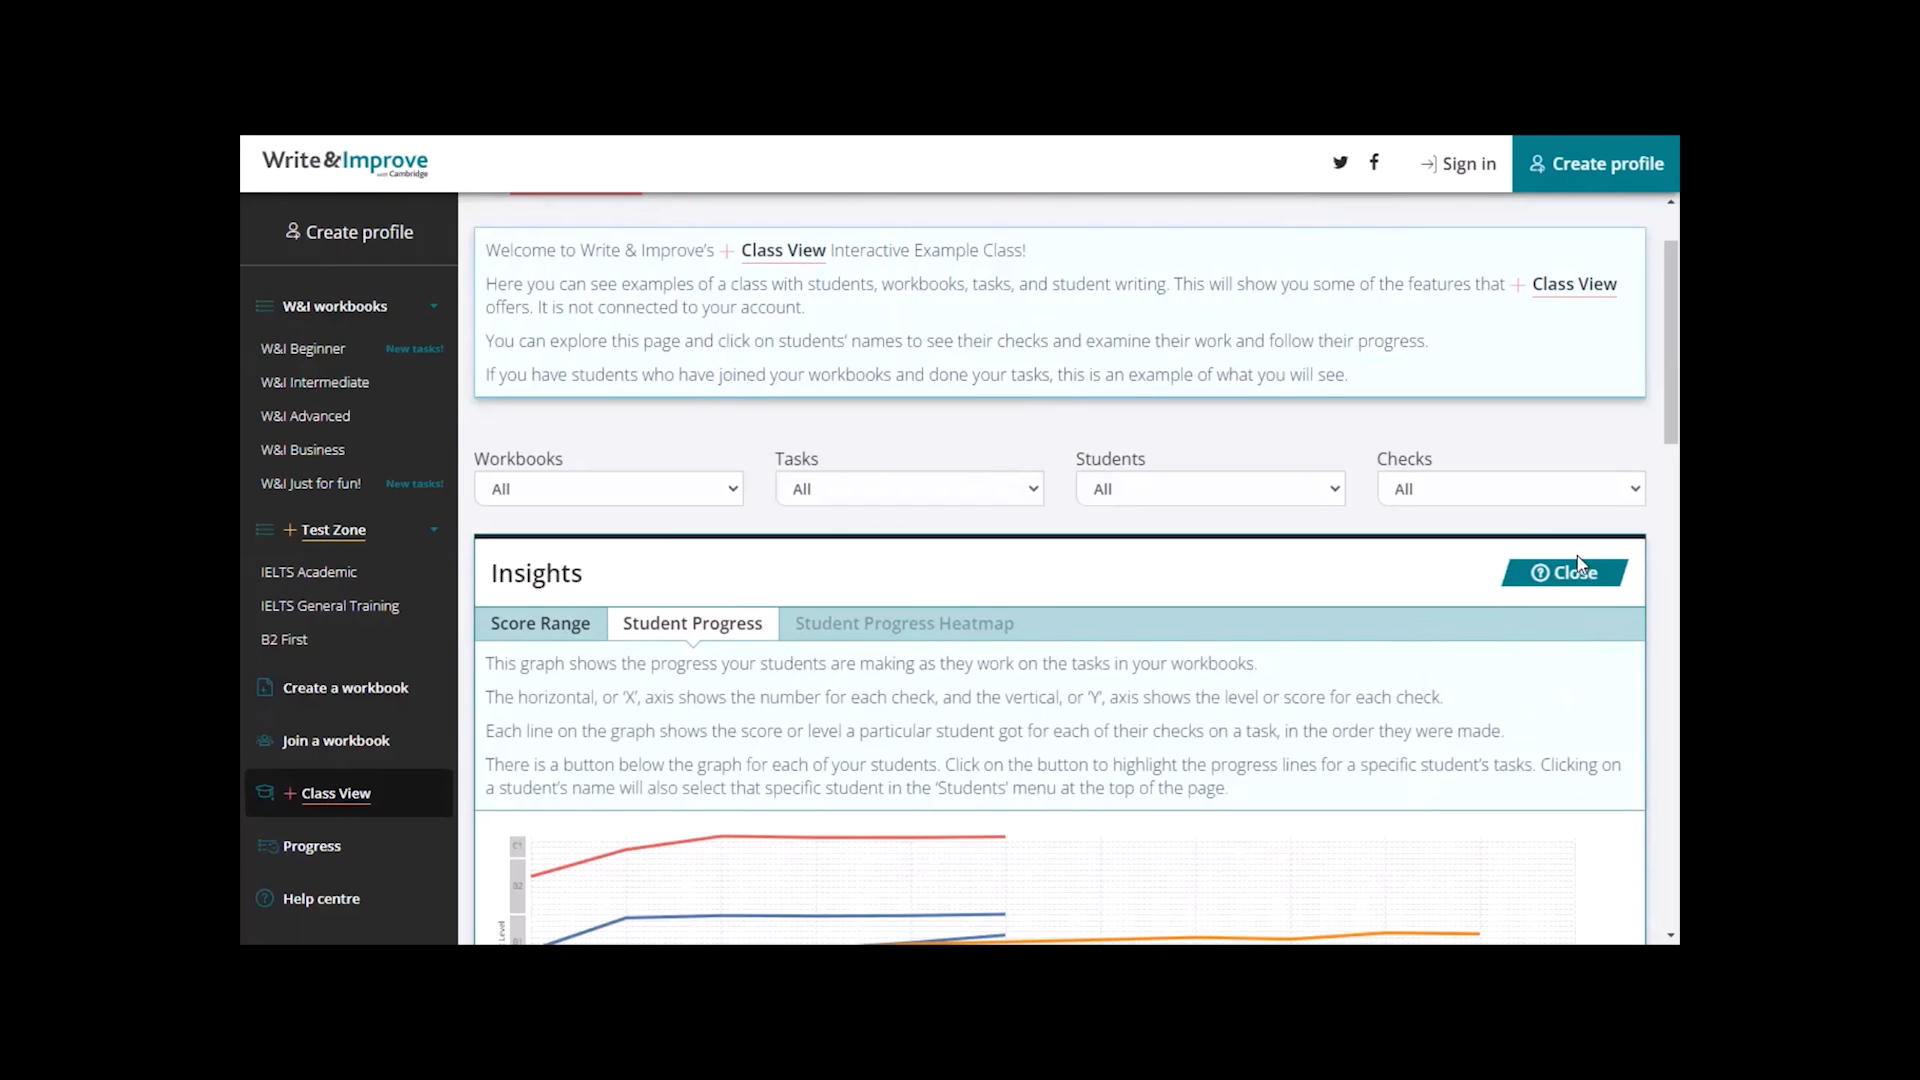 Write&Improve
with Cambridge
Sign in
Create profile
Create profile
W&I workbooks
W&I Beginner New tasks!
W&I Intermediate
W&I Advanced
W&I Business
W&I Just for fun! New tasks!
+ Test Zone
IELTS Academic
IELTS General Training
B2 First
Create a workbook
Join a workbook
+ Class View
Progress
Help centre
Welcome to Write & Improve's + Class View Interactive Example Class!
Here you can see examples of a class with students, workbooks, tasks, and student writing. This will show you some of the features that + Class View
offers. It is not connected to your account.
You can explore this page and click on students' names to see their checks and examine their work and follow their progress.
If you have students who have joined your workbooks and done your tasks, this is an example of what you will see.
Workbooks Tasks Students Checks
All All All All
Insights
Close
Score Range Student Progress Student Progress Heatmap
This graph shows the progress your students are making as they work on the tasks in your workbooks.
The horizontal, or 'X', axis shows the number for each check, and the vertical, or 'Y', axis shows the level or score for each check.
Each line on the graph shows the score or level a particular student got for each of their checks on a task, in the order they were made.
There is a button below the graph for each of your students. Click on the button to highlight the progress lines for a specific student's tasks. Clicking on
a student's name will also select that specific student in the 'Students' menu at the top of the page.
C1
B2
B1
Level